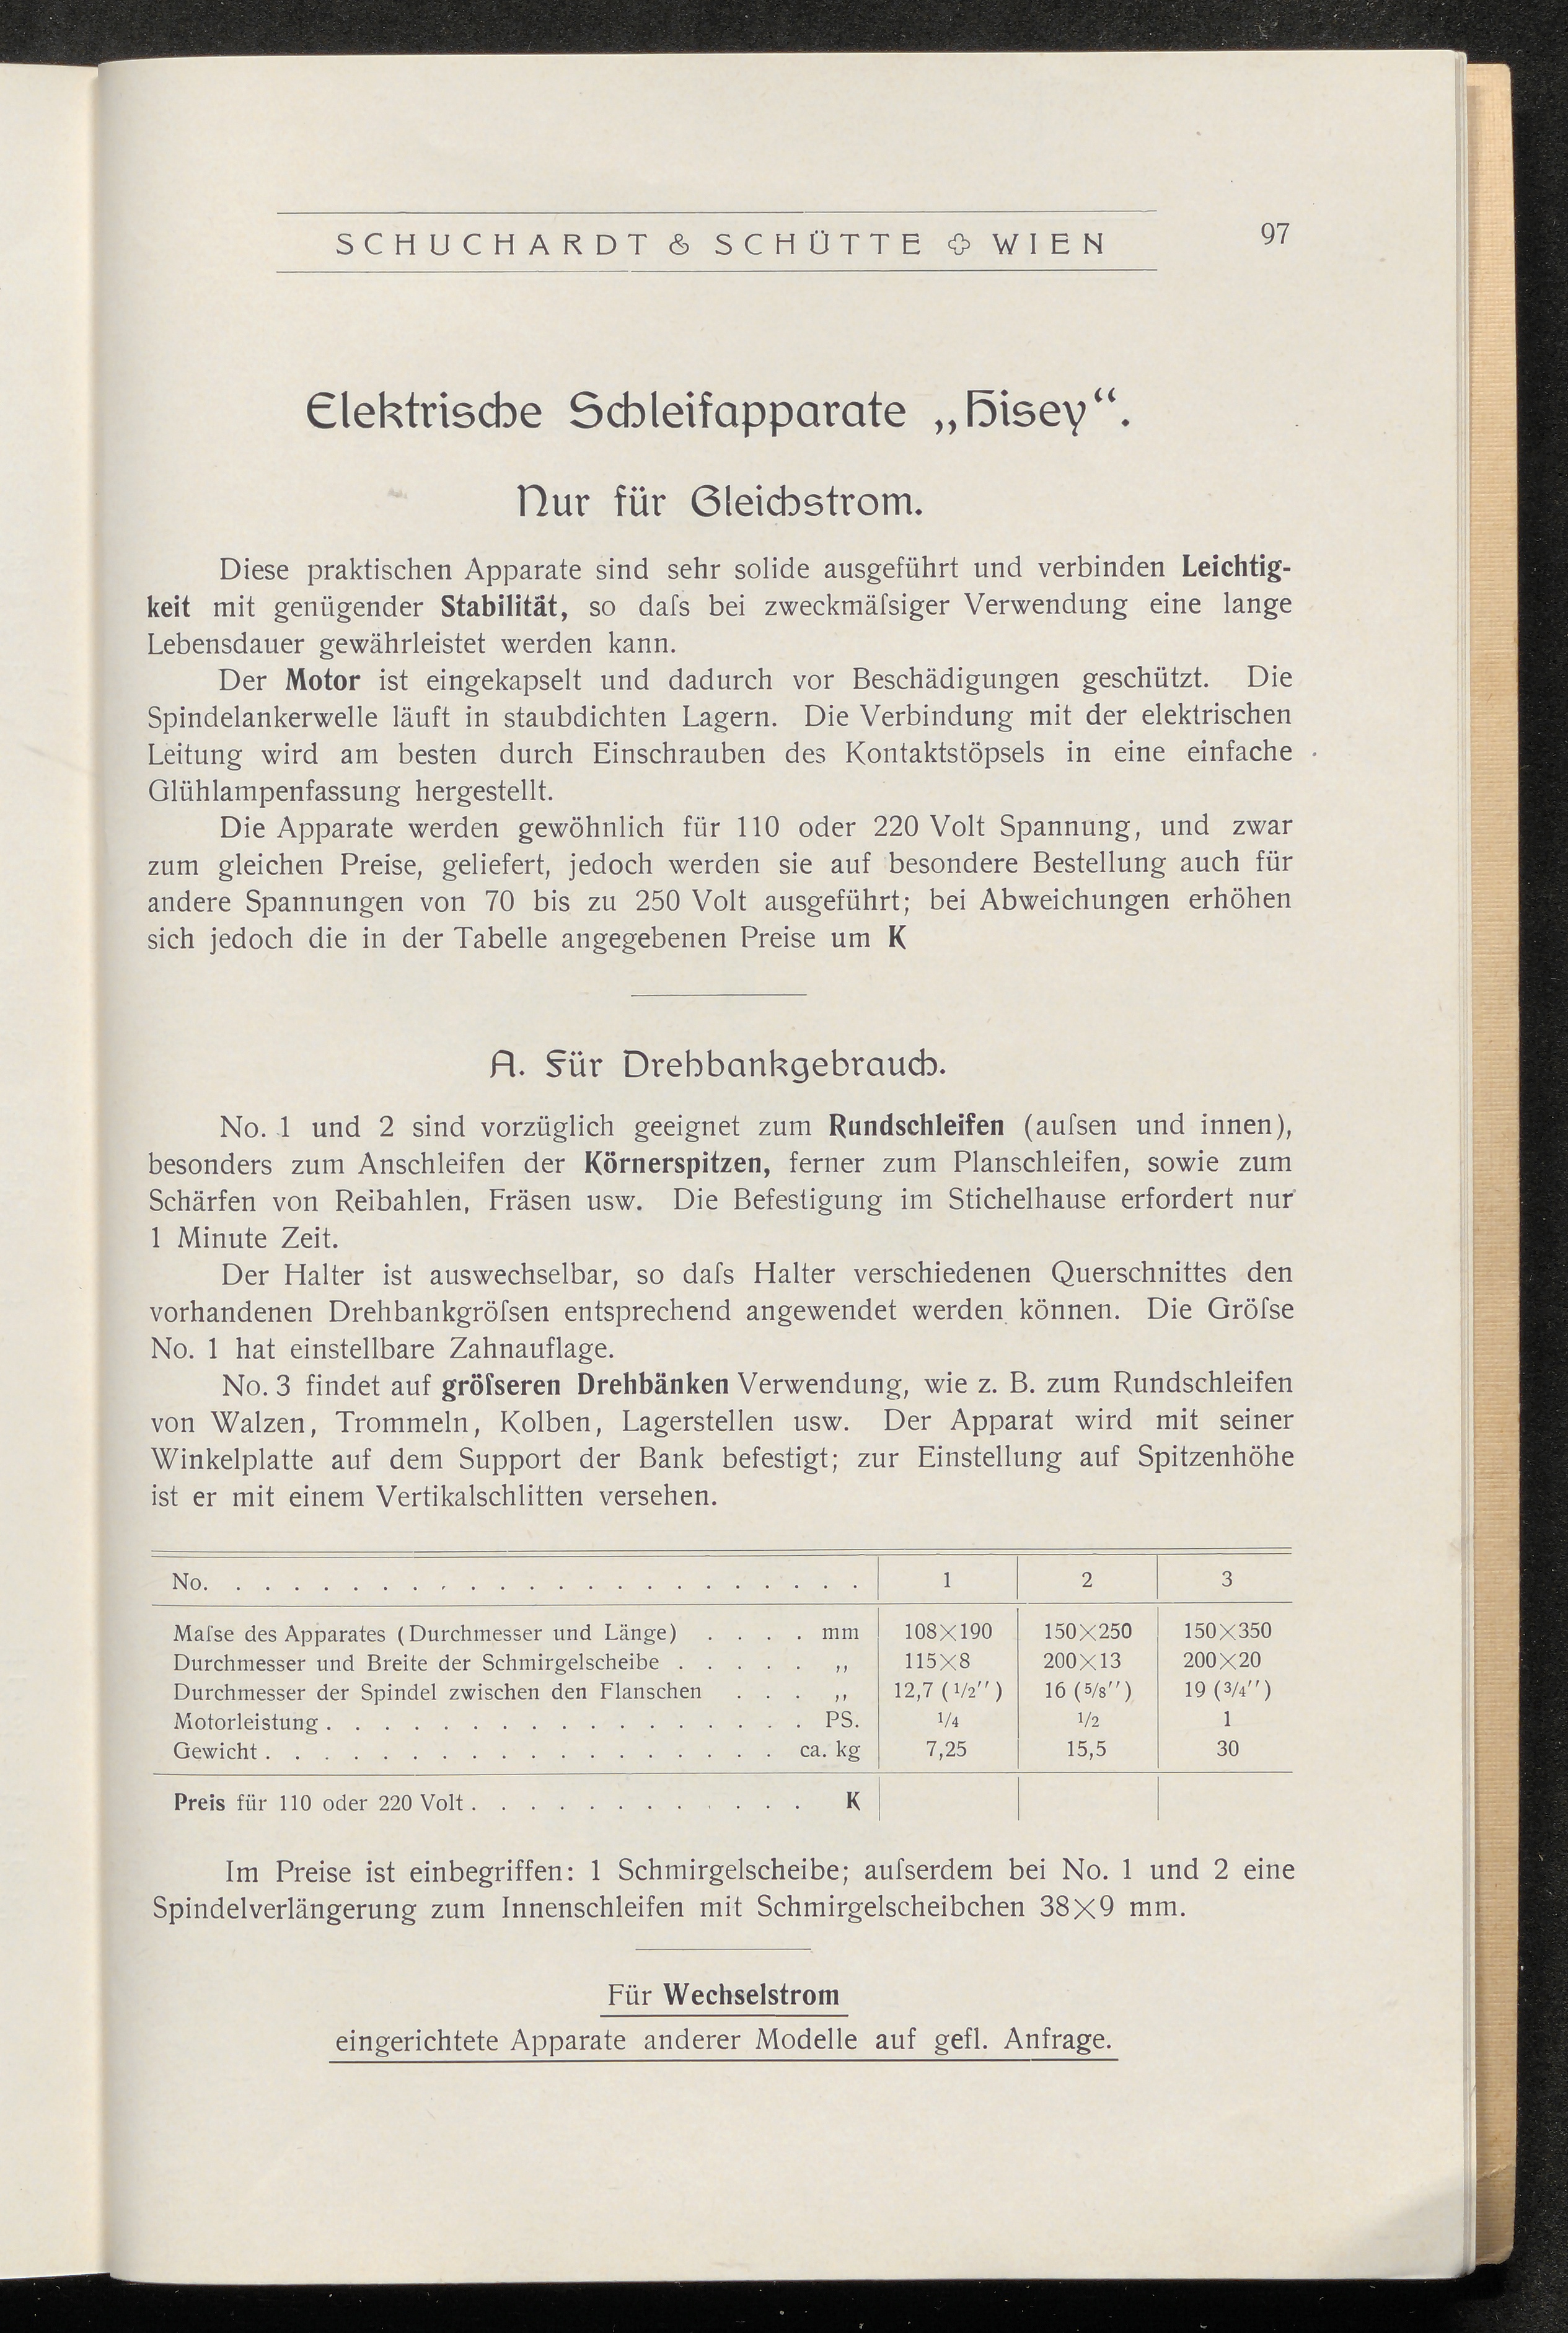 SCHUCHARDT & SCHÜTTE ✣ WIEN 97
Elektrische Schleifapparate „Hisey“.
Nur für Gleichstrom.
Diese praktischen Apparate sind sehr solide ausgeführt und verbinden Leichtig-
keit mit genügender Stabilität, so daſs bei zweckmäſsiger Verwendung eine lange
Lebensdauer gewährleistet werden kann.
Der Motor ist eingekapselt und dadurch vor Beschädigungen geschützt. Die
Spindelankerwelle läuft in staubdichten Lagern. Die Verbindung mit der elektrischen
Leitung wird am besten durch Einschrauben des Kontaktstöpsels in eine einfache
Glühlampenfassung hergestellt.
Die Apparate werden gewöhnlich für 110 oder 220 Volt Spannung, und zwar
zum gleichen Preise, geliefert, jedoch werden sie auf besondere Bestellung auch für
andere Spannungen von 70 bis zu 250 Volt ausgeführt; bei Abweichungen erhöhen
sich jedoch die in der Tabelle angegebenen Preise um K
A. Für Drehbankgebrauch.
No. 1 und 2 sind vorzüglich geeignet zum Rundschleifen (auſsen und innen),
besonders zum Anschleifen der Körnerspitzen, ferner zum Planschleifen, sowie zum
Schärfen von Reibahlen, Fräsen usw. Die Befestigung im Stichelhause erfordert nur
1 Minute Zeit.
Der Halter ist auswechselbar, so daſs Halter verschiedenen Querschnittes den
vorhandenen Drehbankgröſsen entsprechend angewendet werden können. Die Gröſse
No. 1 hat einstellbare Zahnauflage.
No. 3 findet auf gröſseren Drehbänken Verwendung, wie z. B. zum Rundschleifen
von Walzen, Trommeln, Kolben, Lagerstellen usw. Der Apparat wird mit seiner
Winkelplatte auf dem Support der Bank befestigt; zur Einstellung auf Spitzenhöhe
ist er mit einem Vertikalschlitten versehen.
No. . . . . . . . . . . . . . . . . . . . . . . 1 2 3
Maſse des Apparates (Durchmesser und Länge) . . . . mm 108×190 150×250 150×350
Durchmesser und Breite der Schmirgelscheibe . . . . . ,, 115×8 200×13 200×20
Durchmesser der Spindel zwischen den Flanschen . . . ,, 12,7 (1/2″) 16 (5/8″) 19 (3/4″)
Motorleistung . . . . . . . . . . . . . . . . . PS. 1/4 1/2 1
Gewicht . . . . . . . . . . . . . . . . . . ca. kg 7,25 15,5 30
Preis für 110 oder 220 Volt . . . . . . . . . . . . K
Im Preise ist einbegriffen: 1 Schmirgelscheibe; auſserdem bei No. 1 und 2 eine
Spindelverlängerung zum Innenschleifen mit Schmirgelscheibchen 38×9 mm.
Für Wechselstrom
eingerichtete Apparate anderer Modelle auf gefl. Anfrage.